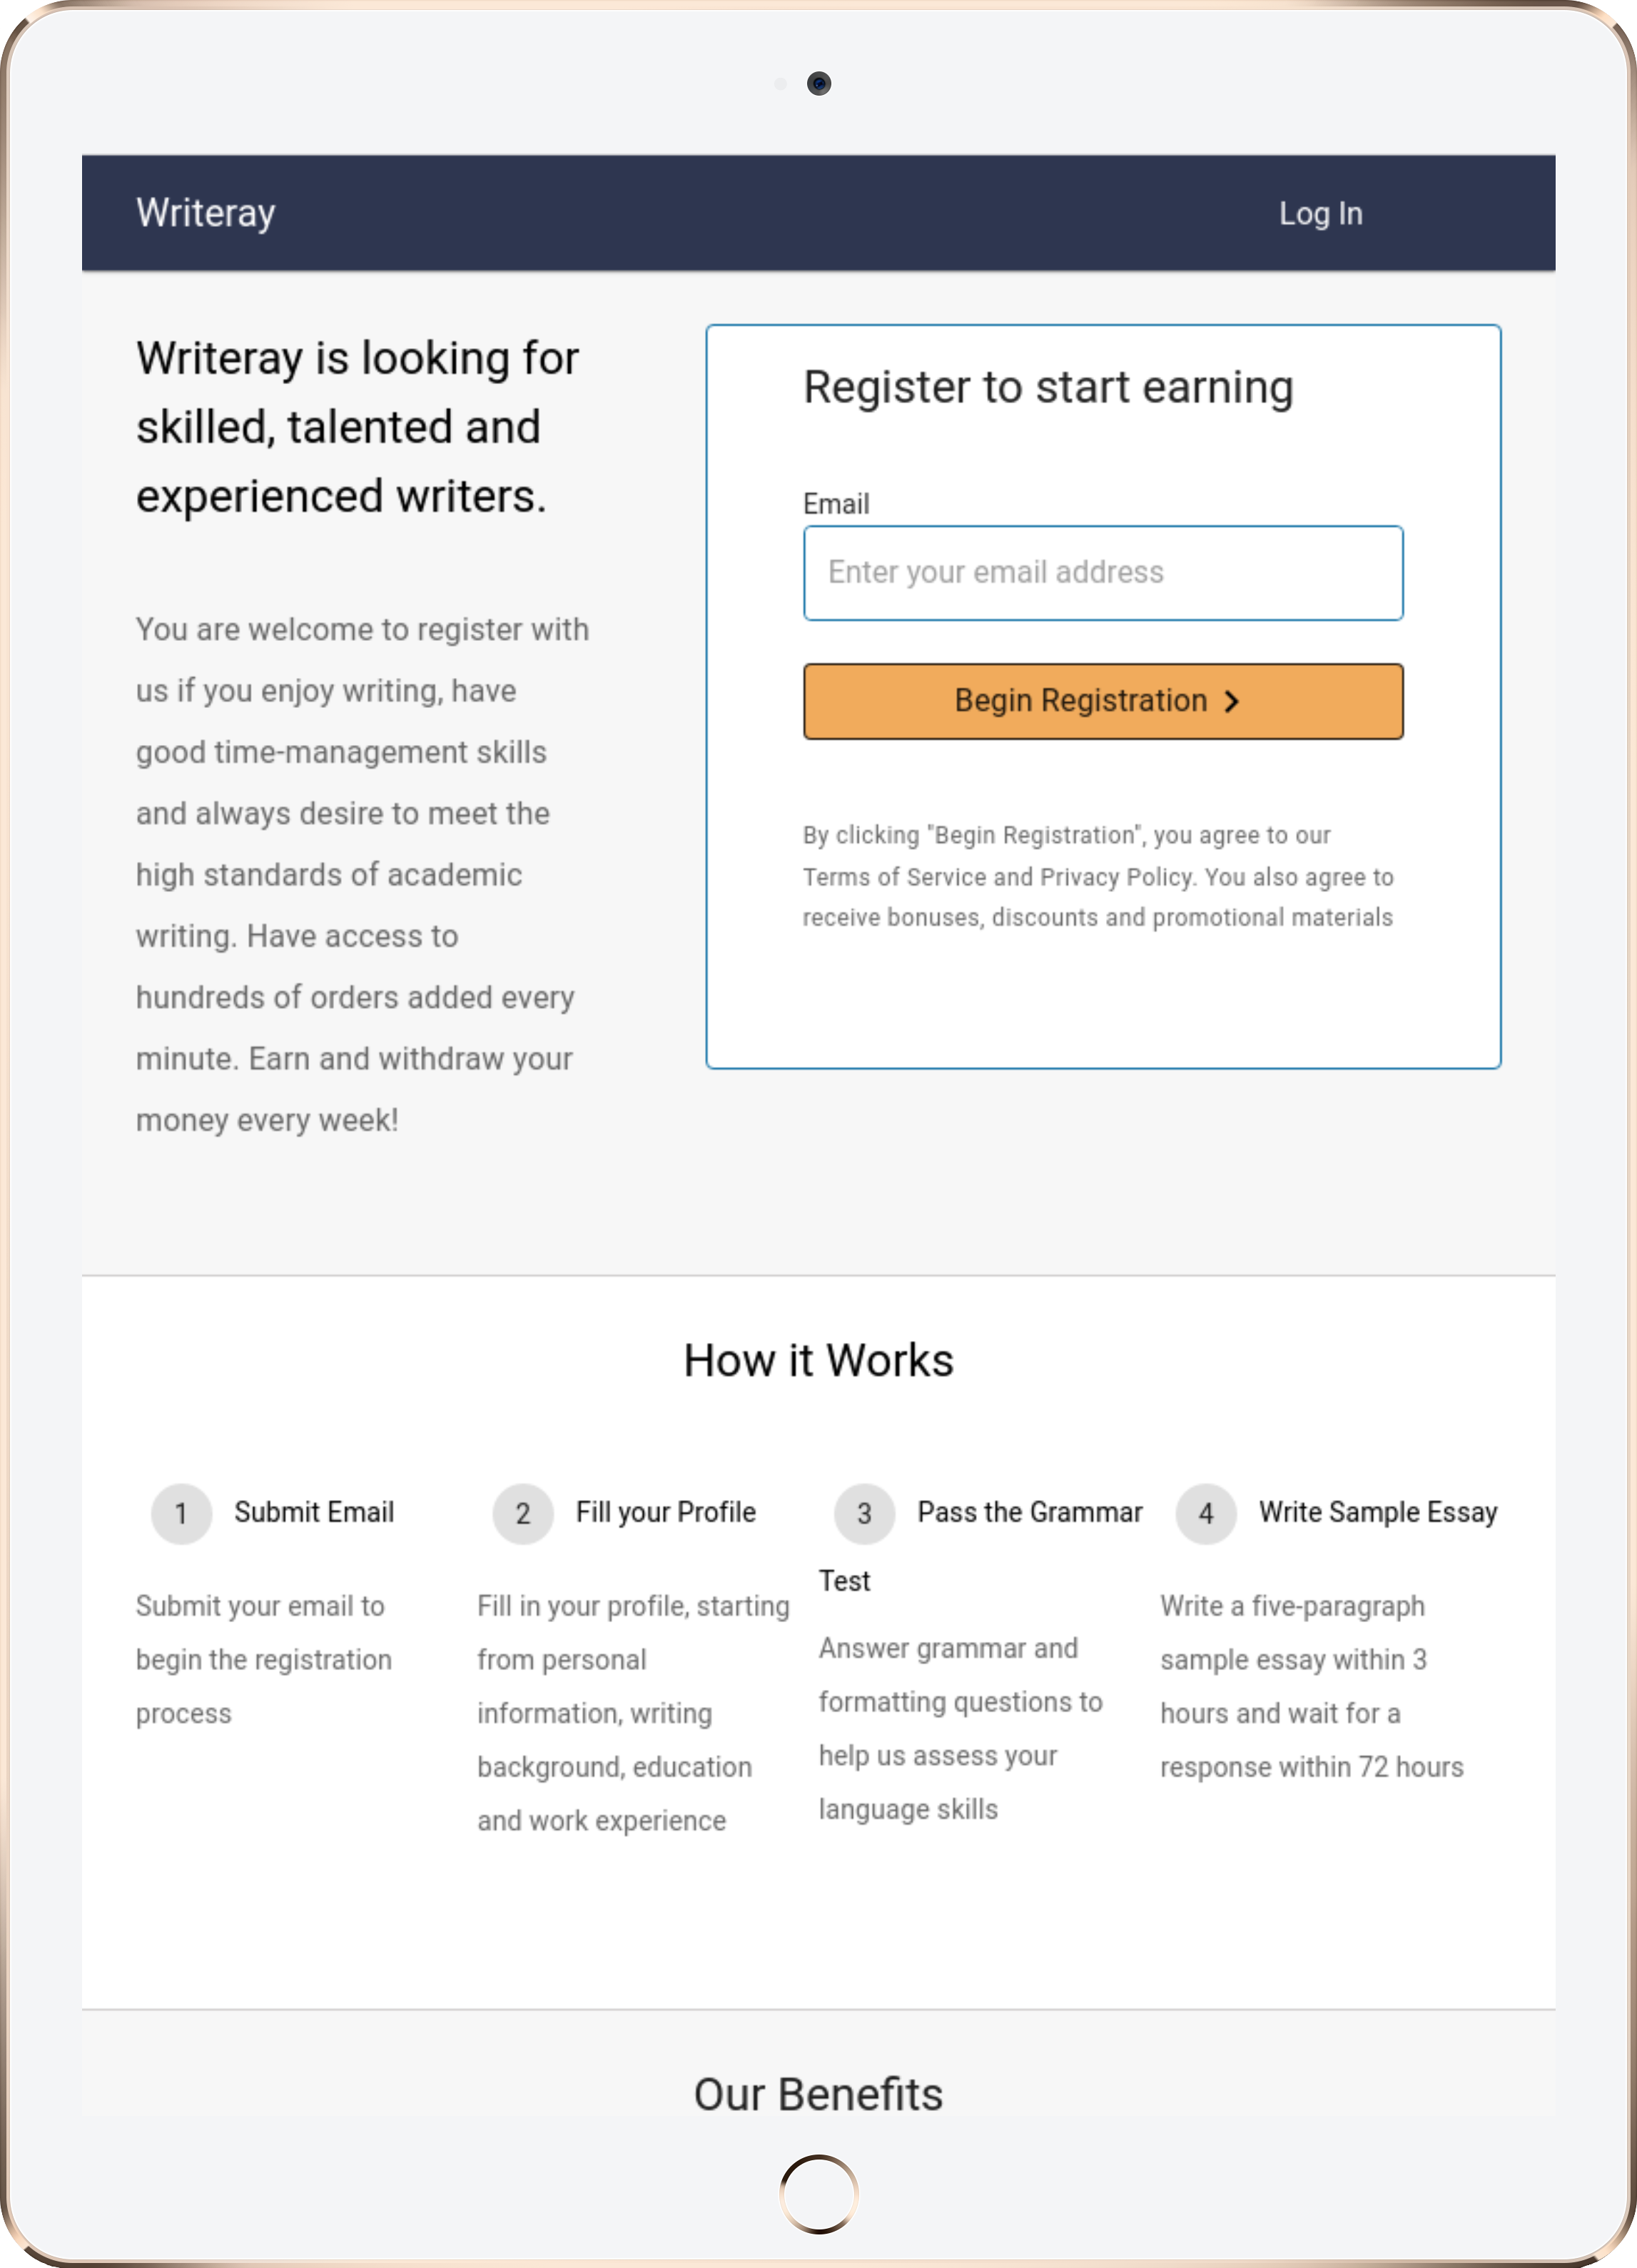 Writeray
Log In
Writeray is looking for
skilled, talented and
experienced writers.
You are welcome to register with
us if you enjoy writing, have
good time-management skills
and always desire to meet the
high standards of academic
writing. Have access to
hundreds of orders added every
minute. Earn and withdraw your
money every week!
Register to start earning
Email
Enter your email address
Begin Registration
By clicking "Begin Registration", you agree to our
Terms of Service and Privacy Policy. You also agree to
receive bonuses, discounts and promotional materials
How it Works
1 Submit Email
Submit your email to
begin the registration
process
2 Fill your Profile
Fill in your profile, starting
from personal
information, writing
background, education
and work experience
3 Pass the Grammar
Test
Answer grammar and
formatting questions to
help us assess your
language skills
4 Write Sample Essay
Write a five-paragraph
sample essay within 3
hours and wait for a
response within 72 hours
Our Benefits